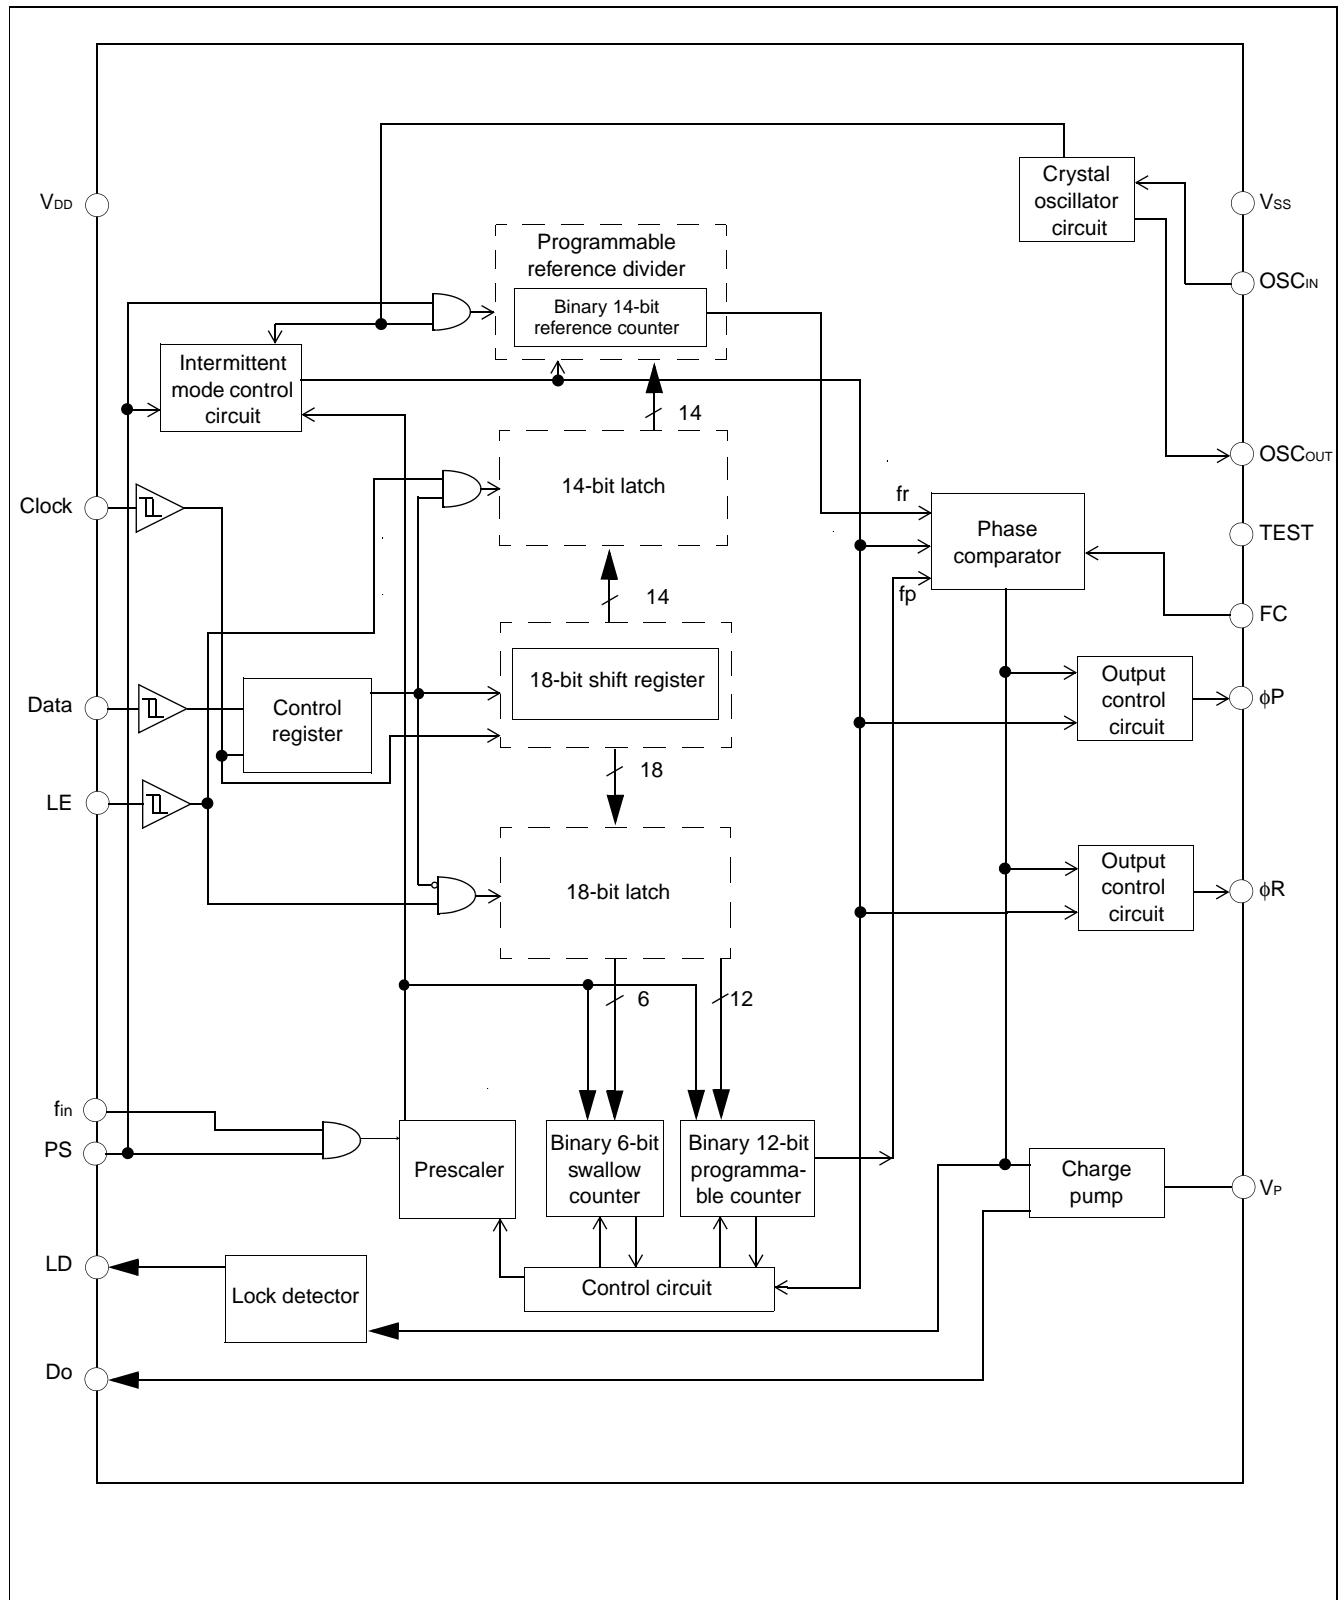 Crystal
oscillator
circuit
VDD
VSS
Programmable
reference divider
OSCIN
Binary 14-bit
reference counter
Intermittent
mode control
circuit
14
OSCOUT
14-bit latch
Clock
fr
Phase
comparator
TEST
14
fp
FC
18-bit shift register
Output
control
circuit
ϕP
Data
Control
register
18
LE
Output
control
circuit
ϕR
18-bit latch
6
12
fin
PS
Prescaler
Binary 6-bit
swallow
counter
Binary 12-bit
programma-
ble counter
Charge
pump
VP
LD
Lock detector
Control circuit
Do